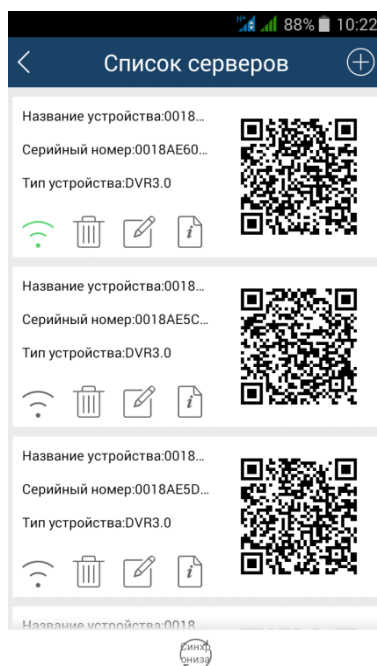 H+ 88% 10:22
Список серверов
Название устройства:0018...
Серийный номер:0018AE60...
Тип устройства:DVR3.0
i
Название устройства:0018...
Серийный номер:0018AE5C...
Тип устройства:DVR3.0
i
Название устройства:0018...
Серийный номер:0018AE5D...
Тип устройства:DVR3.0
i
Название устройства:0018
Синхр
ониза